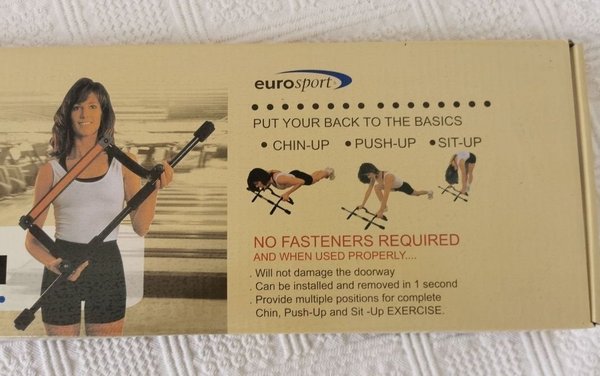 eurosport
PUT YOUR BACK TO THE BASICS
• CHIN-UP • PUSH-UP • SIT-UP
NO FASTENERS REQUIRED
AND WHEN USED PROPERLY....
. Will not damage the doorway
. Can be installed and removed in 1 second
. Provide multiple positions for complete
Chin, Push-Up and Sit -Up EXERCISE.